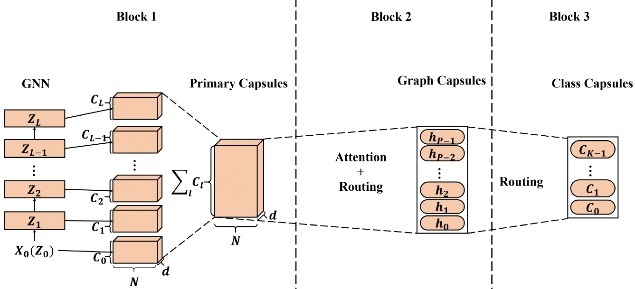 Block 1
Block 2
Block 3
GNN
Primary Capsules
Graph Capsules
Class Capsules
Z_L
Z_{L-1}
⋮
Z_2
Z_1
X_0(Z_0)
C_L
C_{L-1}
⋮
C_2
C_1
C_0
N
d
∑_l C_l
N
d
Attention
+
Routing
h_{P-1}
h_{P-2}
⋮
h_2
h_1
h_0
Routing
C_{K-1}
⋮
C_1
C_0